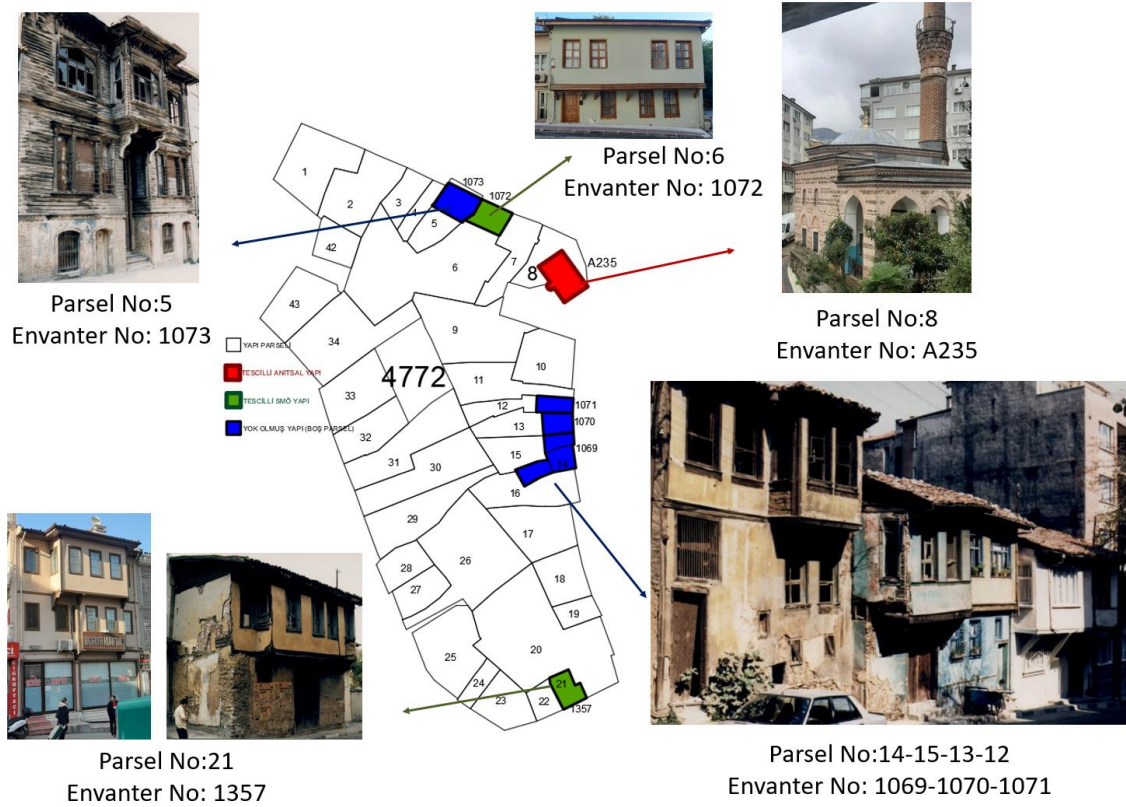 Parsel No:6
Envanter No: 1072
Parsel No:5
Envanter No: 1073
Parsel No:8
Envanter No: A235
1
2
3
4
5
1073
1072
42
6
7
8
A235
43
34
9
10
YAPI PARSELİ
TESCİLLİ ANITSAL YAPI
TESCİLLİ SMÖ YAPI
YOK OLMUŞ YAPI (BOŞ PARSEL)
4772
11
33
12
1071
13
1070
32
15
1069
14
31
30
16
29
17
28
26
27
18
19
25
20
24
21
23
22
1357
Parsel No:21
Envanter No: 1357
Parsel No:14-15-13-12
Envanter No: 1069-1070-1071